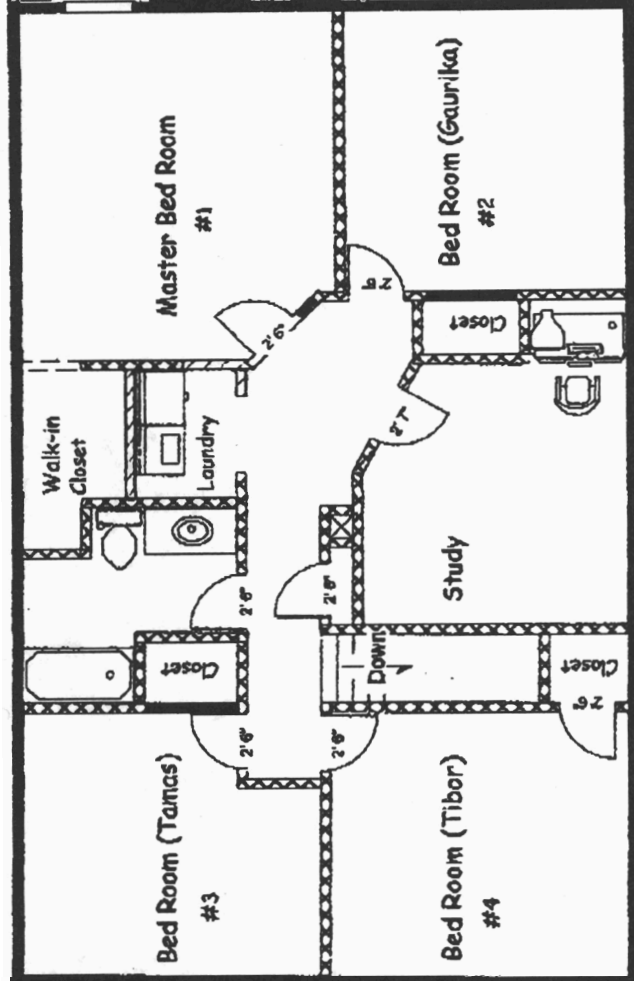 Walk-in
Closet
Bed Room (Tamas)
#3
Master Bed Room
#1
Closet
Laundry
2'6"
2'6"
2'6"
2'6"
2'6"
Down
2'7"
Bed Room (Tibor)
#4
Study
Bed Room (Gaurika)
#2
Closet
2'6"
Closet